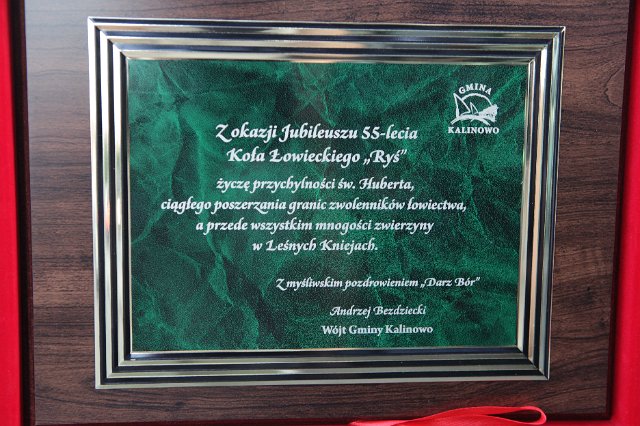 GMINA
KALINOWO
Z okazji Jubileuszu 55-lecia
Koła Łowieckiego „Ryś”
życzę przychylności św. Huberta,
ciągłego poszerzania granic zwolenników łowiectwa,
a przede wszystkim mnogości zwierzyny
w Leśnych Kniejach.
Z myśliwskim pozdrowieniem „Darz Bór”
Andrzej Bezdziecki
Wójt Gminy Kalinowo